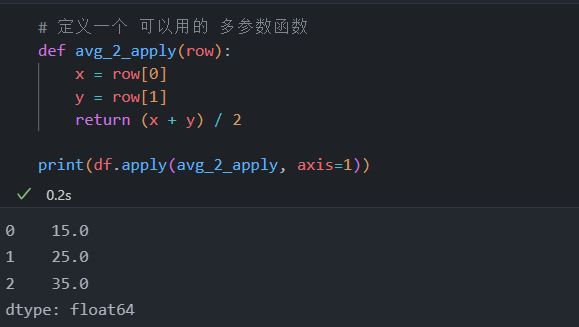 # 定义一个 可以用的 多参数函数
def avg_2_apply(row):
    x = row[0]
    y = row[1]
    return (x + y) / 2

print(df.apply(avg_2_apply, axis=1))
0.2s
0    15.0
1    25.0
2    35.0
dtype: float64